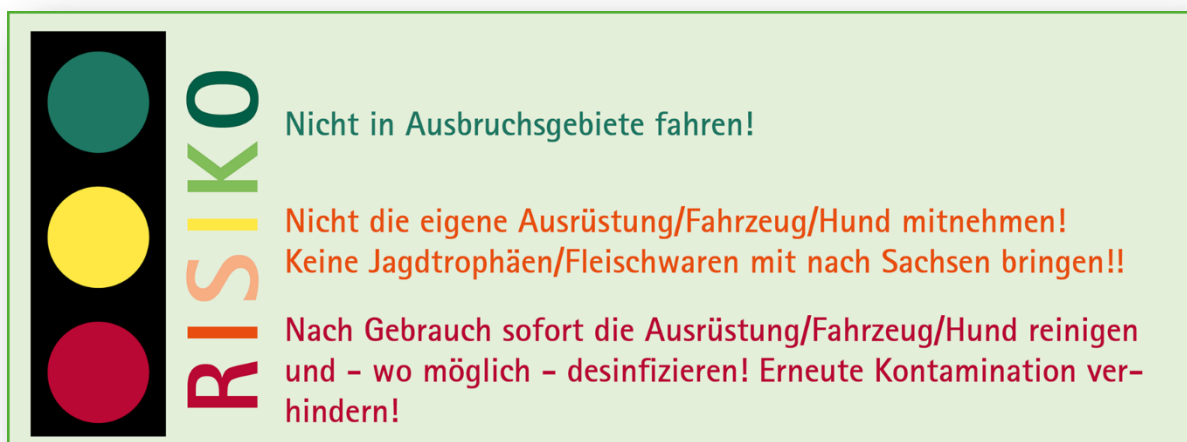 RISIKO
Nicht in Ausbruchsgebiete fahren!
Nicht die eigene Ausrüstung/Fahrzeug/Hund mitnehmen!
Keine Jagdtrophäen/Fleischwaren mit nach Sachsen bringen!!
Nach Gebrauch sofort die Ausrüstung/Fahrzeug/Hund reinigen
und – wo möglich – desinfizieren! Erneute Kontamination ver-
hindern!